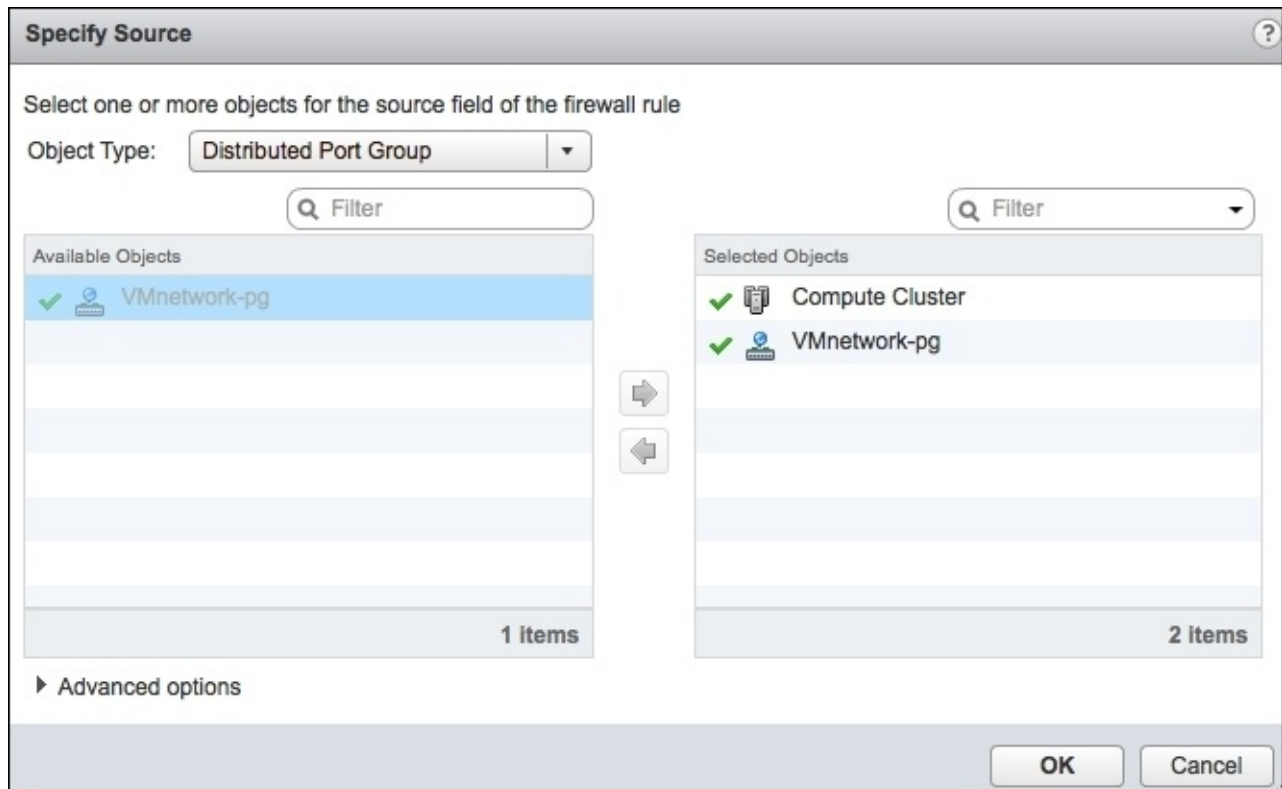 Specify Source
?
Select one or more objects for the source field of the firewall rule
Object Type: Distributed Port Group
Filter
Filter
Available Objects
VMnetwork-pg
1 items
Selected Objects
Compute Cluster
VMnetwork-pg
2 items
Advanced options
OK
Cancel